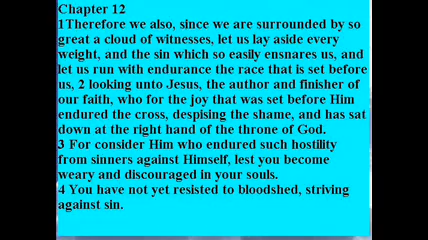 Chapter 12
1Therefore we also, since we are surrounded by so
great a cloud of witnesses, let us lay aside every
weight, and the sin which so easily ensnares us, and
let us run with endurance the race that is set before
us, 2 looking unto Jesus, the author and finisher of
our faith, who for the joy that was set before Him
endured the cross, despising the shame, and has sat
down at the right hand of the throne of God.
3 For consider Him who endured such hostility
from sinners against Himself, lest you become
weary and discouraged in your souls.
4 You have not yet resisted to bloodshed, striving
against sin.